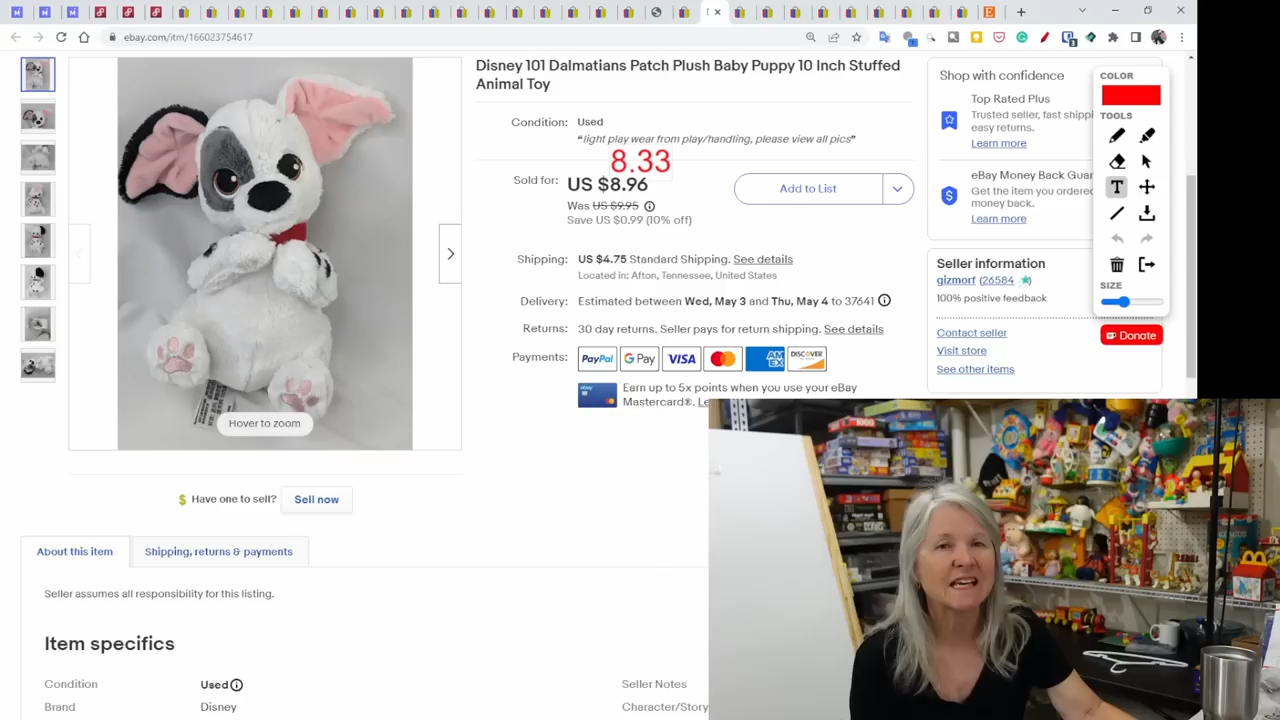 ebay.com/itm/166023754617
Disney 101 Dalmatians Patch Plush Baby Puppy 10 Inch Stuffed
Animal Toy
Condition: Used
"light play wear from play/handling, please view all pics"
8.33
Sold for: US $8.96
Was US $9.95
Save US $0.99 (10% off)
Add to List
Shipping: US $4.75 Standard Shipping. See details
Located in: Afton, Tennessee, United States
Delivery: Estimated between Wed, May 3 and Thu, May 4 to 37641
Returns: 30 day returns. Seller pays for return shipping. See details
Payments: PayPal G Pay VISA AM EX DISCOVER
Earn up to 5x points when you use your eBay
Mastercard®. Le
Hover to zoom
$ Have one to sell? Sell now
About this item
Shipping, returns & payments
Seller assumes all responsibility for this listing.
Item specifics
Condition Used
Seller Notes
Brand Disney
Character/Story
Shop with confidence
Top Rated Plus
Trusted seller, fast shippi
easy returns.
Learn more
eBay Money Back Gua
Get the item you ordered
money back.
Learn more
Seller information
gizmorf (26584
100% positive feedback
Contact seller
Visit store
See other items
COLOR
TOOLS
T
SIZE
Donate